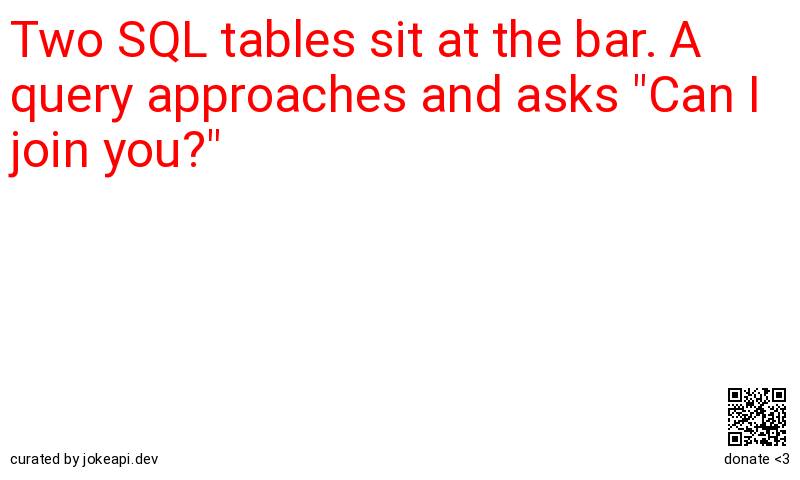 Two SQL tables sit at the bar. A
query approaches and asks "Can I
join you?"
curated by jokeapi.dev
donate <3